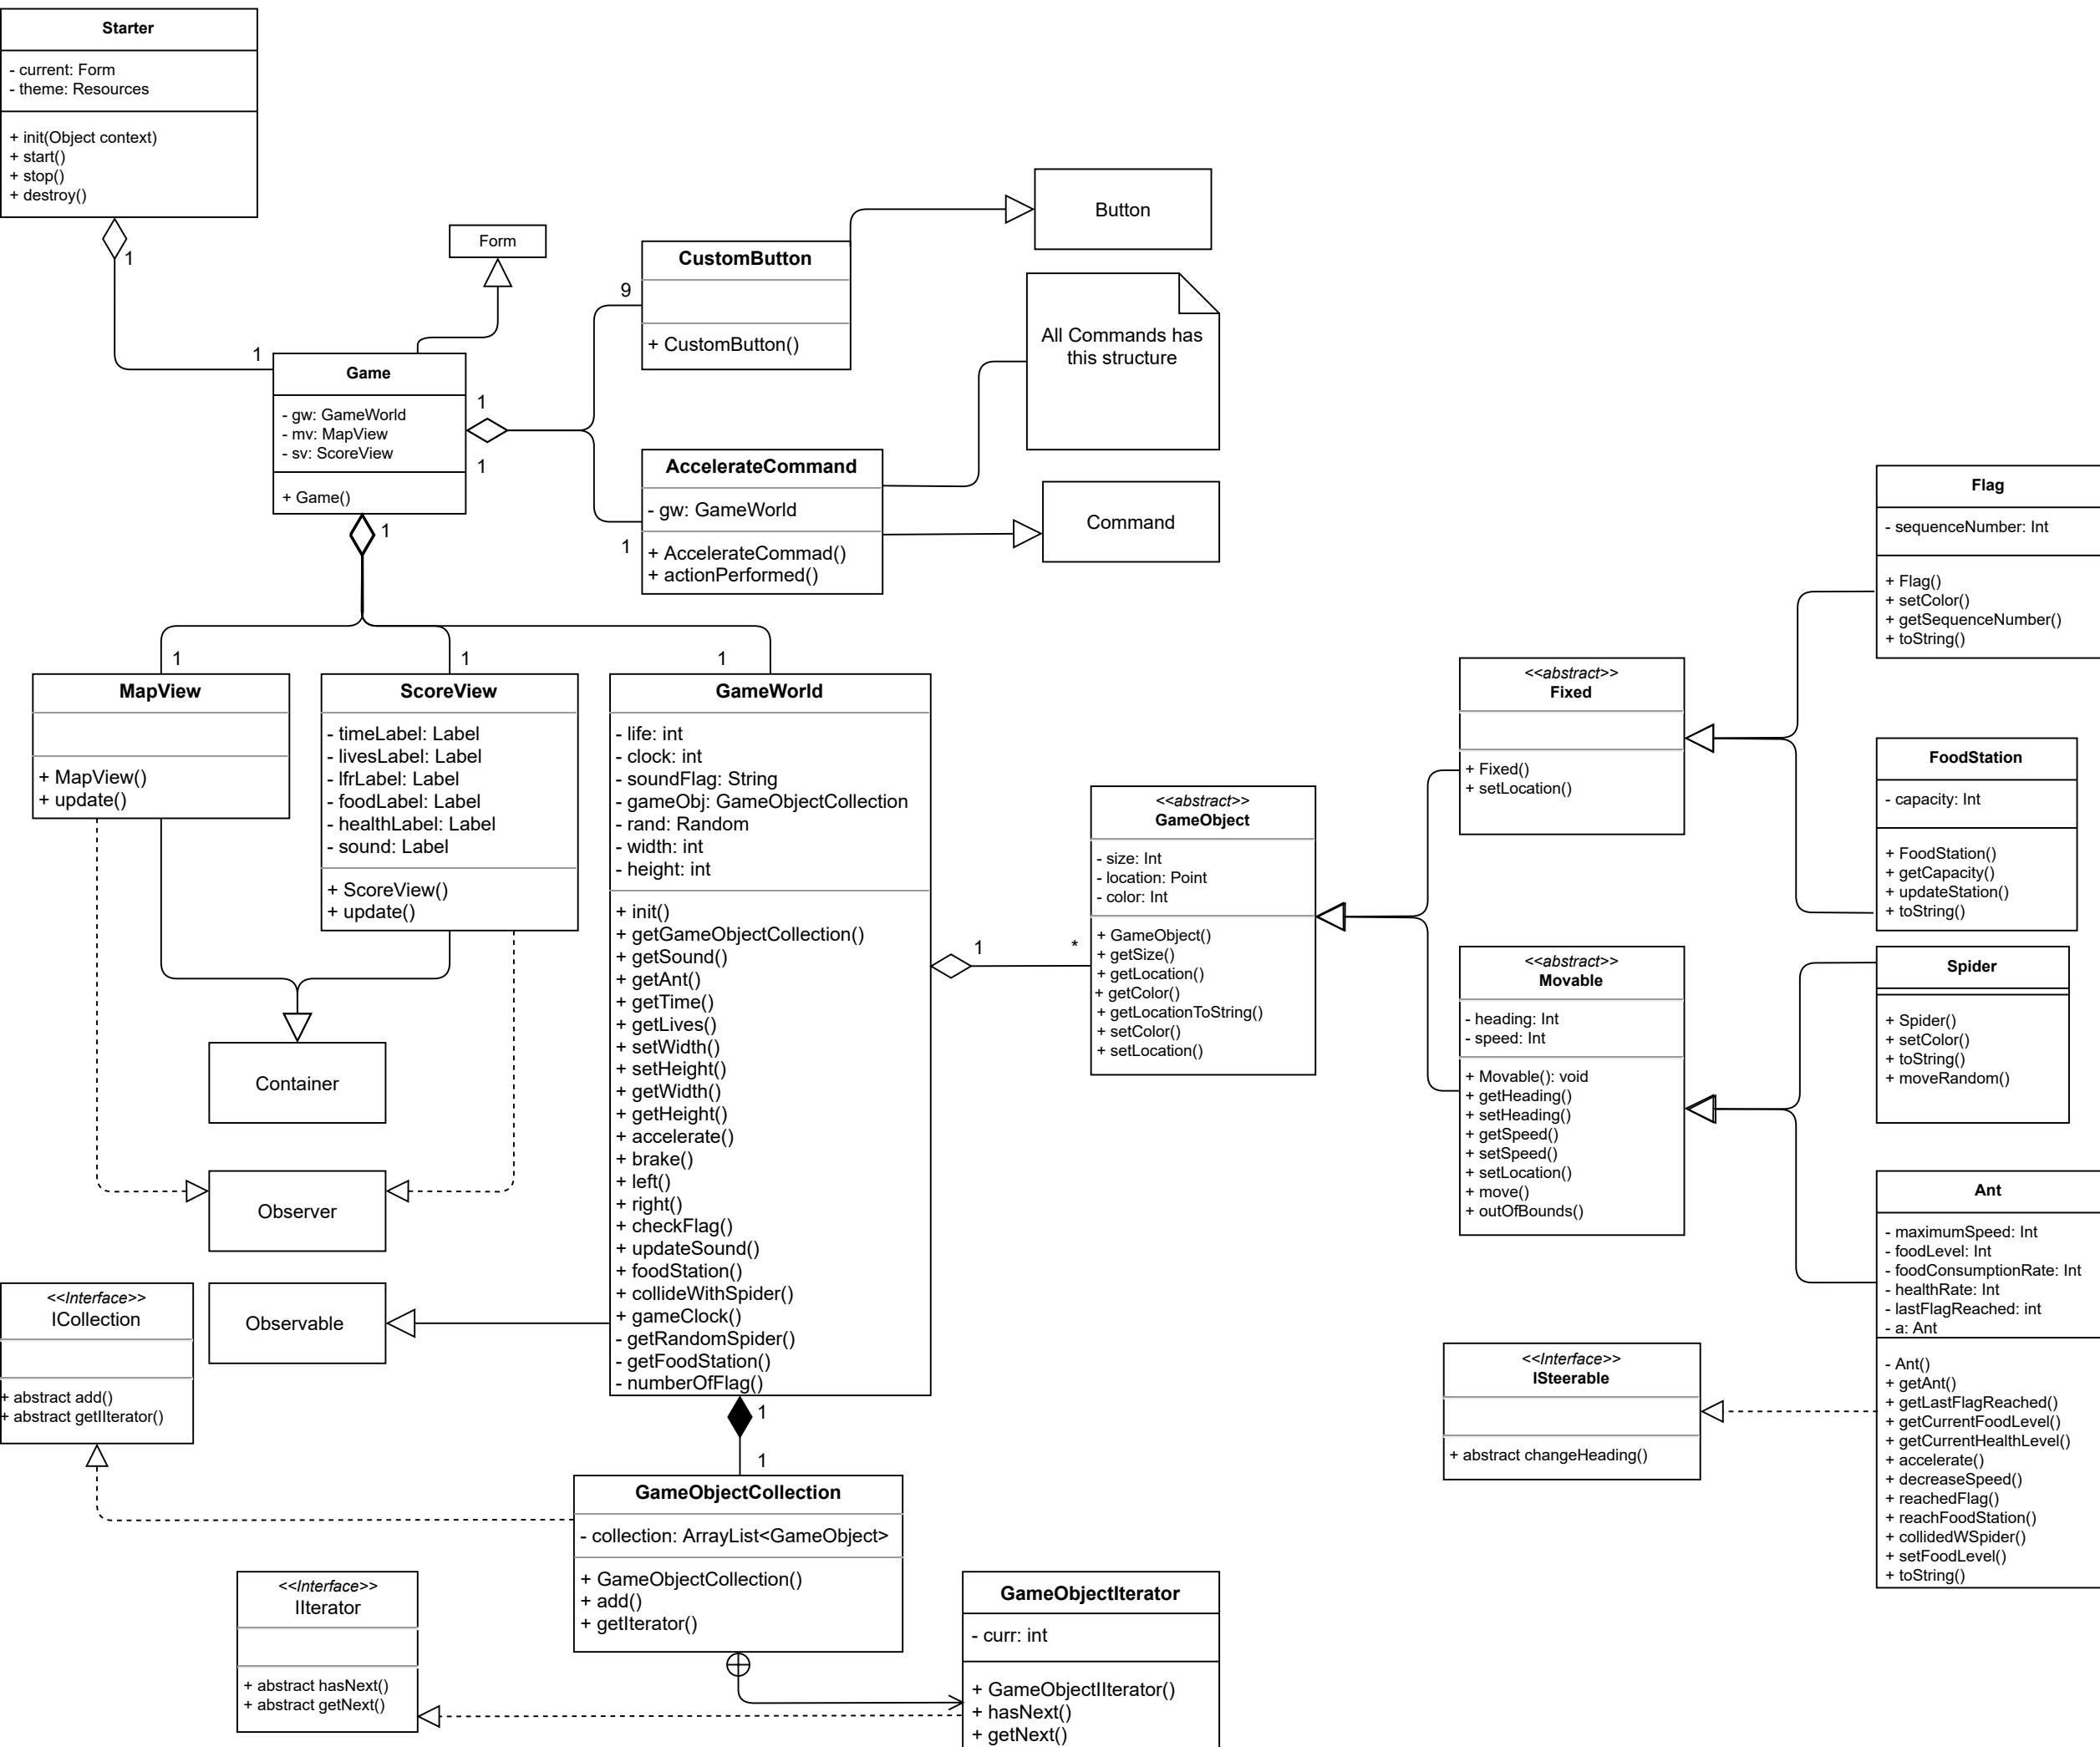 Starter
- current: Form
- theme: Resources
+ init(Object context)
+ start()
+ stop()
+ destroy()
1
1
Form
Game
- gw: GameWorld
- mv: MapView
- sv: ScoreView
+ Game()
1
1
1
9
CustomButton
+ CustomButton()
Button
All Commands has
this structure
AccelerateCommand
- gw: GameWorld
+ AccelerateCommad()
+ actionPerformed()
1
Command
1
1
1
MapView
+ MapView()
+ update()
ScoreView
- timeLabel: Label
- livesLabel: Label
- lfrLabel: Label
- foodLabel: Label
- healthLabel: Label
- sound: Label
+ ScoreView()
+ update()
GameWorld
- life: int
- clock: int
- soundFlag: String
- gameObj: GameObjectCollection
- rand: Random
- width: int
- height: int
+ init()
+ getGameObjectCollection()
+ getSound()
+ getAnt()
+ getTime()
+ getLives()
+ setWidth()
+ setHeight()
+ getWidth()
+ getHeight()
+ accelerate()
+ brake()
+ left()
+ right()
+ checkFlag()
+ updateSound()
+ foodStation()
+ collideWithSpider()
+ gameClock()
- getRandomSpider()
- getFoodStation()
- numberOfFlag()
Container
Observer
Observable
<<Interface>>
ICollection
+ abstract add()
+ abstract getIIterator()
1
1
GameObjectCollection
- collection: ArrayList<GameObject>
+ GameObjectCollection()
+ add()
+ getIterator()
<<Interface>>
IIterator
+ abstract hasNext()
+ abstract getNext()
GameObjectIterator
- curr: int
+ GameObjectIIterator()
+ hasNext()
+ getNext()
1
*
<<abstract>>
GameObject
- size: Int
- location: Point
- color: Int
+ GameObject()
+ getSize()
+ getLocation()
+ getColor()
+ getLocationToString()
+ setColor()
+ setLocation()
<<abstract>>
Fixed
+ Fixed()
+ setLocation()
<<abstract>>
Movable
- heading: Int
- speed: Int
+ Movable(): void
+ getHeading()
+ setHeading()
+ getSpeed()
+ setSpeed()
+ setLocation()
+ move()
+ outOfBounds()
Flag
- sequenceNumber: Int
+ Flag()
+ setColor()
+ getSequenceNumber()
+ toString()
FoodStation
- capacity: Int
+ FoodStation()
+ getCapacity()
+ updateStation()
+ toString()
Spider
+ Spider()
+ setColor()
+ toString()
+ moveRandom()
Ant
- maximumSpeed: Int
- foodLevel: Int
- foodConsumptionRate: Int
- healthRate: Int
- lastFlagReached: int
- a: Ant
- Ant()
+ getAnt()
+ getLastFlagReached()
+ getCurrentFoodLevel()
+ getCurrentHealthLevel()
+ accelerate()
+ decreaseSpeed()
+ reachedFlag()
+ reachFoodStation()
+ collidedWSpider()
+ setFoodLevel()
+ toString()
<<Interface>>
ISteerable
+ abstract changeHeading()